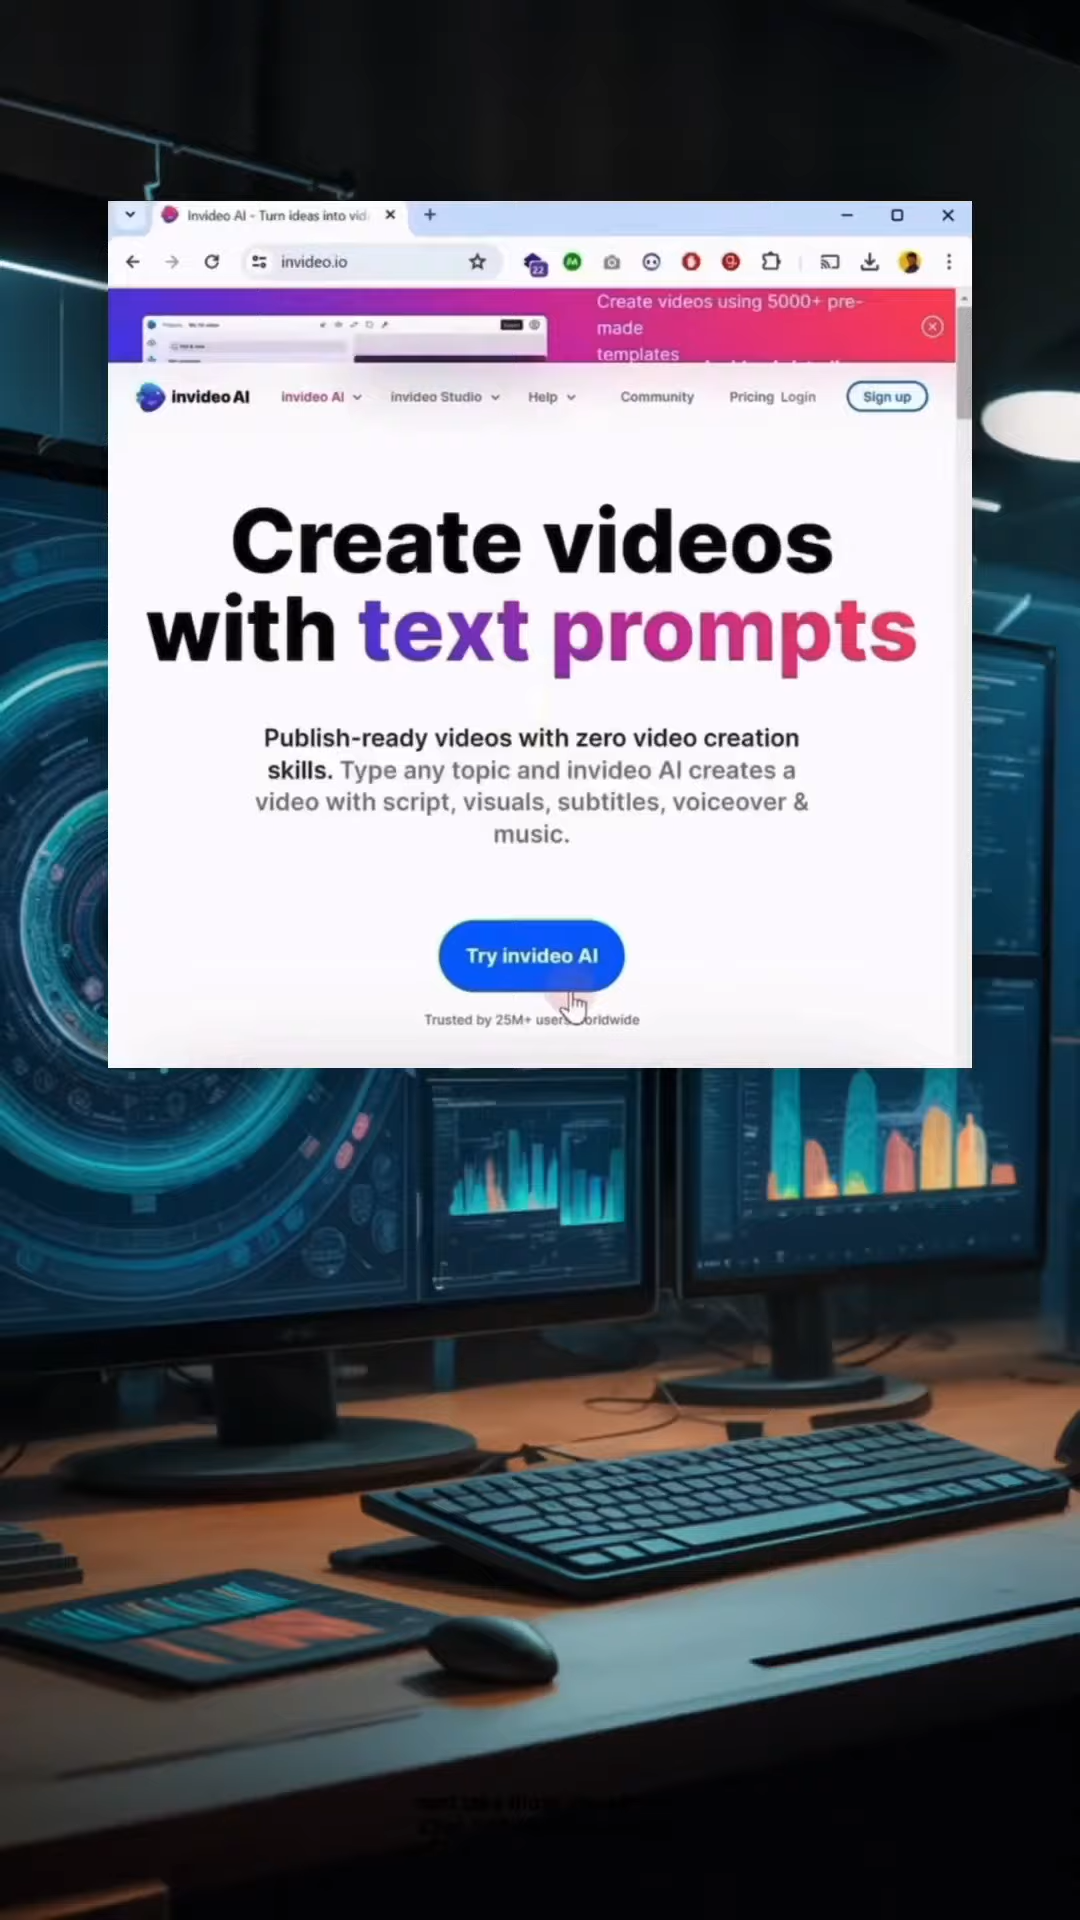 Invideo AI - Turn ideas into vid
invideo.io
22
Create videos using 5000+ pre-
made
templates
invideo AI
invideo AI
invideo Studio
Help
Community
Pricing
Login
Sign up
Create videos
with text prompts
Publish-ready videos with zero video creation
skills. Type any topic and invideo AI creates a
video with script, visuals, subtitles, voiceover &
music.
Try invideo AI
Trusted by 25M+ users worldwide